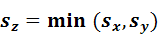 s_z = min (s_x, s_y)